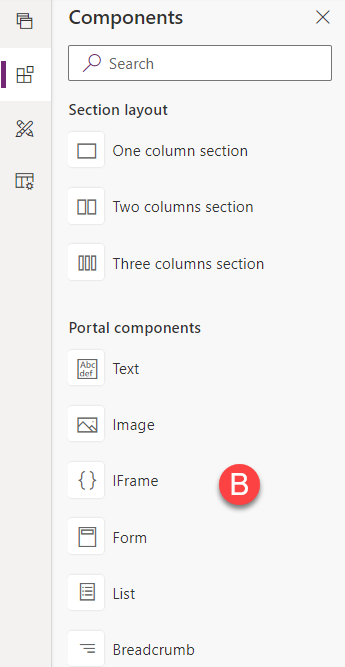 Components
Search
Section layout
One column section
Two columns section
Three columns section
Portal components
Abc
def
Text
Image
{} IFrame
B
Form
List
Breadcrumb